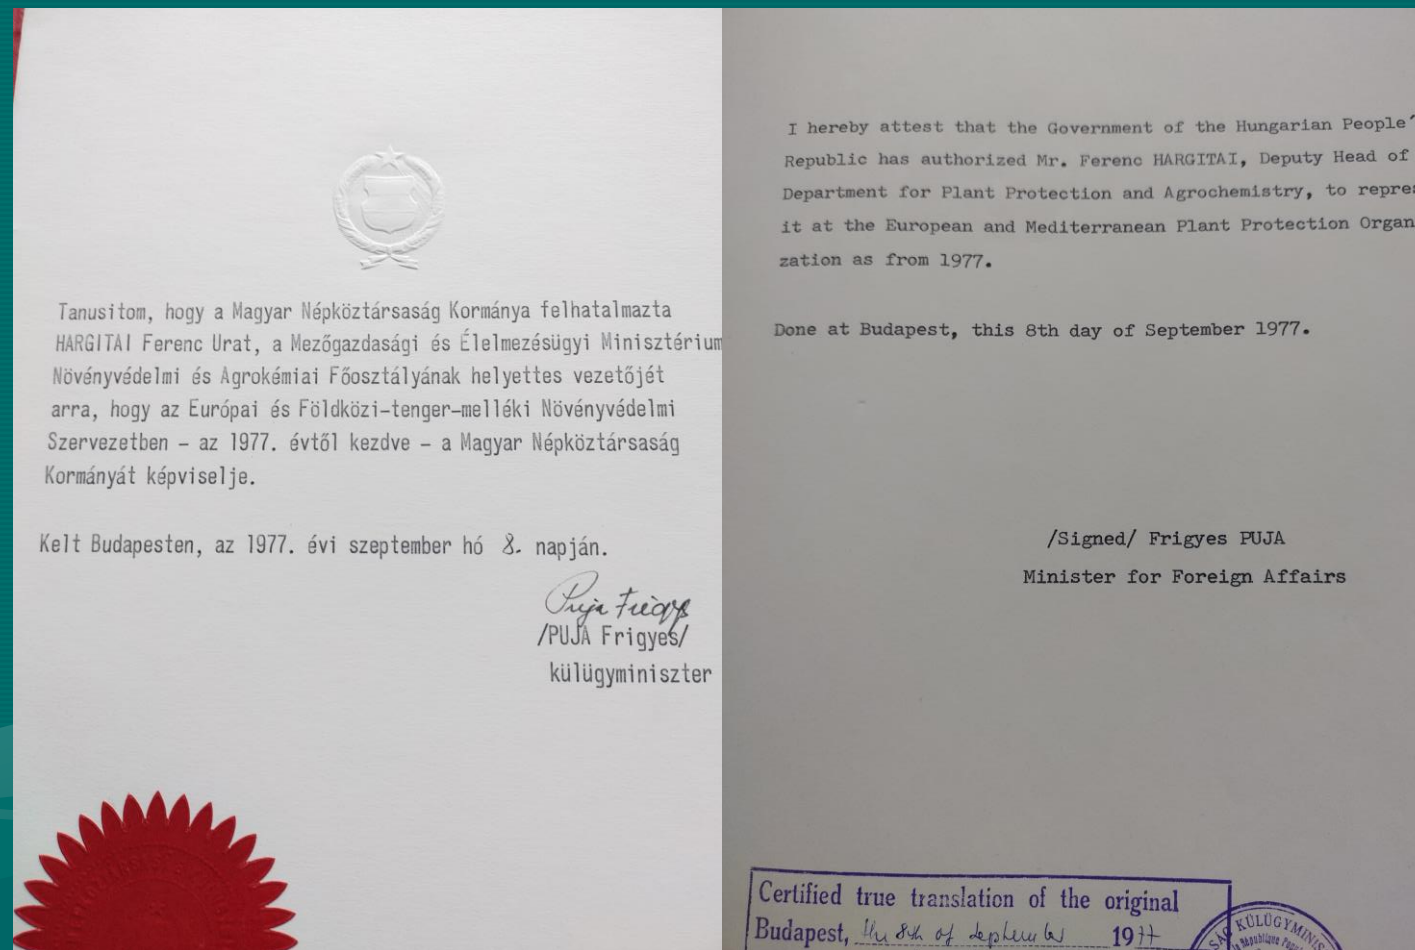 Tanusitom, hogy a Magyar Népköztársaság Kormánya felhatalmazta
HARGITAI Ferenc Urat, a Mezőgazdasági és Élelmezésügyi Minisztérium
Növényvédelmi és Agrokémiai Főosztályának helyettes vezetőjét
arra, hogy az Európai és Földközi-tenger-melléki Növényvédelmi
Szervezetben - az 1977. évtől kezdve - a Magyar Népköztársaság
Kormányát képviselje.
Kelt Budapesten, az 1977. évi szeptember hó 8. napján.
Puja Frigyes
/PUJA Frigyes/
külügyminiszter
I hereby attest that the Government of the Hungarian People'
Republic has authorized Mr. Ferenc HARGITAI, Deputy Head of
Department for Plant Protection and Agrochemistry, to repres
it at the European and Mediterranean Plant Protection Organ
zation as from 1977.
Done at Budapest, this 8th day of September 1977.
/Signed/ Frigyes PUJA
Minister for Foreign Affairs
Certified true translation of the original
Budapest, the 8th of September 1977